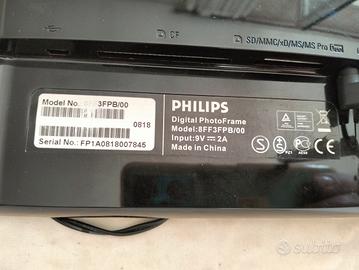 CF
SD/MMC/xD/MS/MS Pro
Model No.: 8FF3FPB/00
0818
Serial No.: FP1A0818007845
PHILIPS
Digital PhotoFrame
Model:8FF3FPB/00
Input:9V ⎓ 2A
Made in China
subito